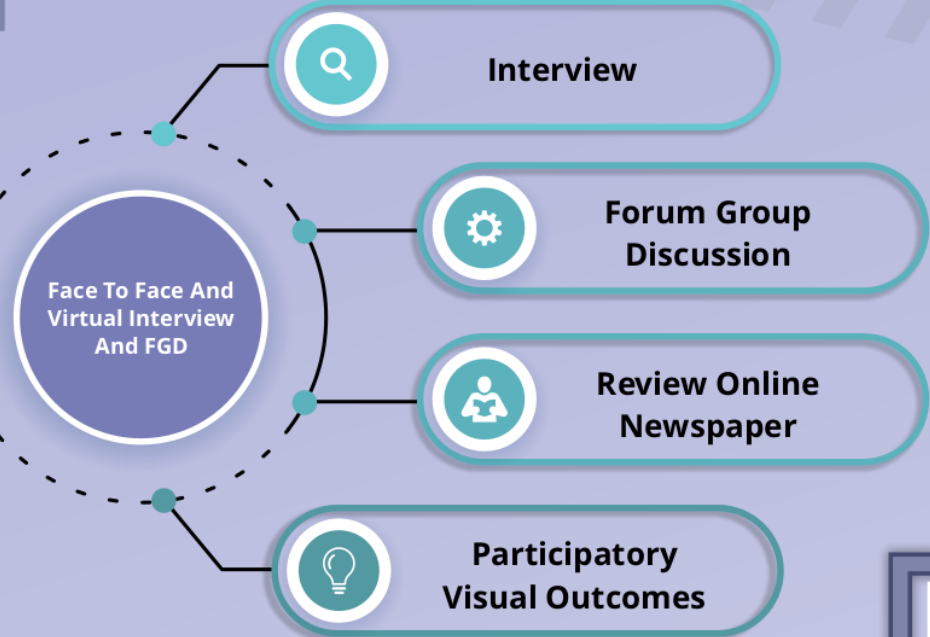 Interview
Forum Group
Discussion
Face To Face And
Virtual Interview
And FGD
Review Online
Newspaper
Participatory
Visual Outcomes